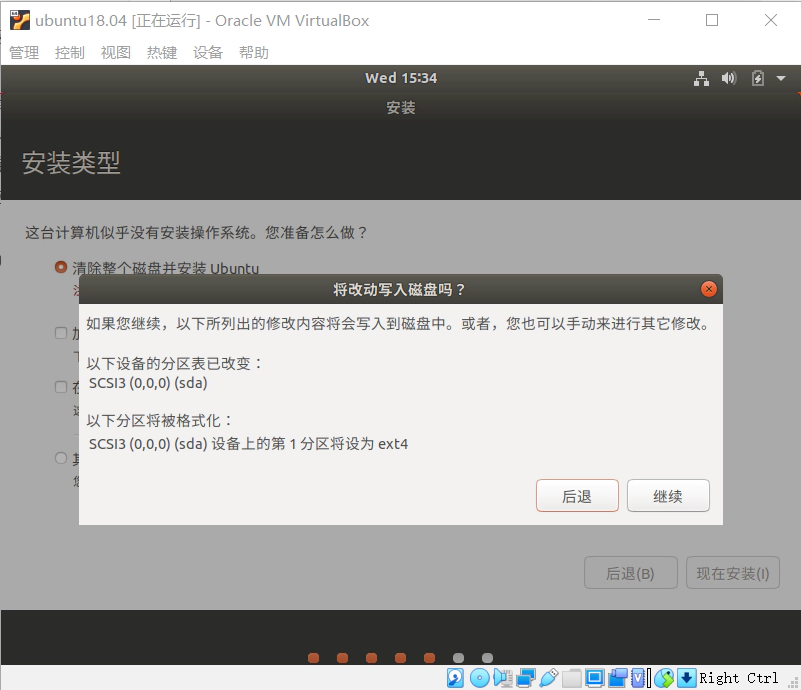 ubuntu18.04 [正在运行] - Oracle VM VirtualBox
管理 控制 视图 热键 设备 帮助
Wed 15:34
安装
安装类型
这台计算机似乎没有安装操作系统。您准备怎么做？
清除整个磁盘并安装 Ubuntu
将改动写入磁盘吗？
如果您继续，以下所列出的修改内容将会写入到磁盘中。或者，您也可以手动来进行其它修改。
以下设备的分区表已改变：
SCSI3 (0,0,0) (sda)
以下分区将被格式化：
SCSI3 (0,0,0) (sda) 设备上的第 1 分区将设为 ext4
后退 继续
后退(B) 现在安装(I)
Right Ctrl